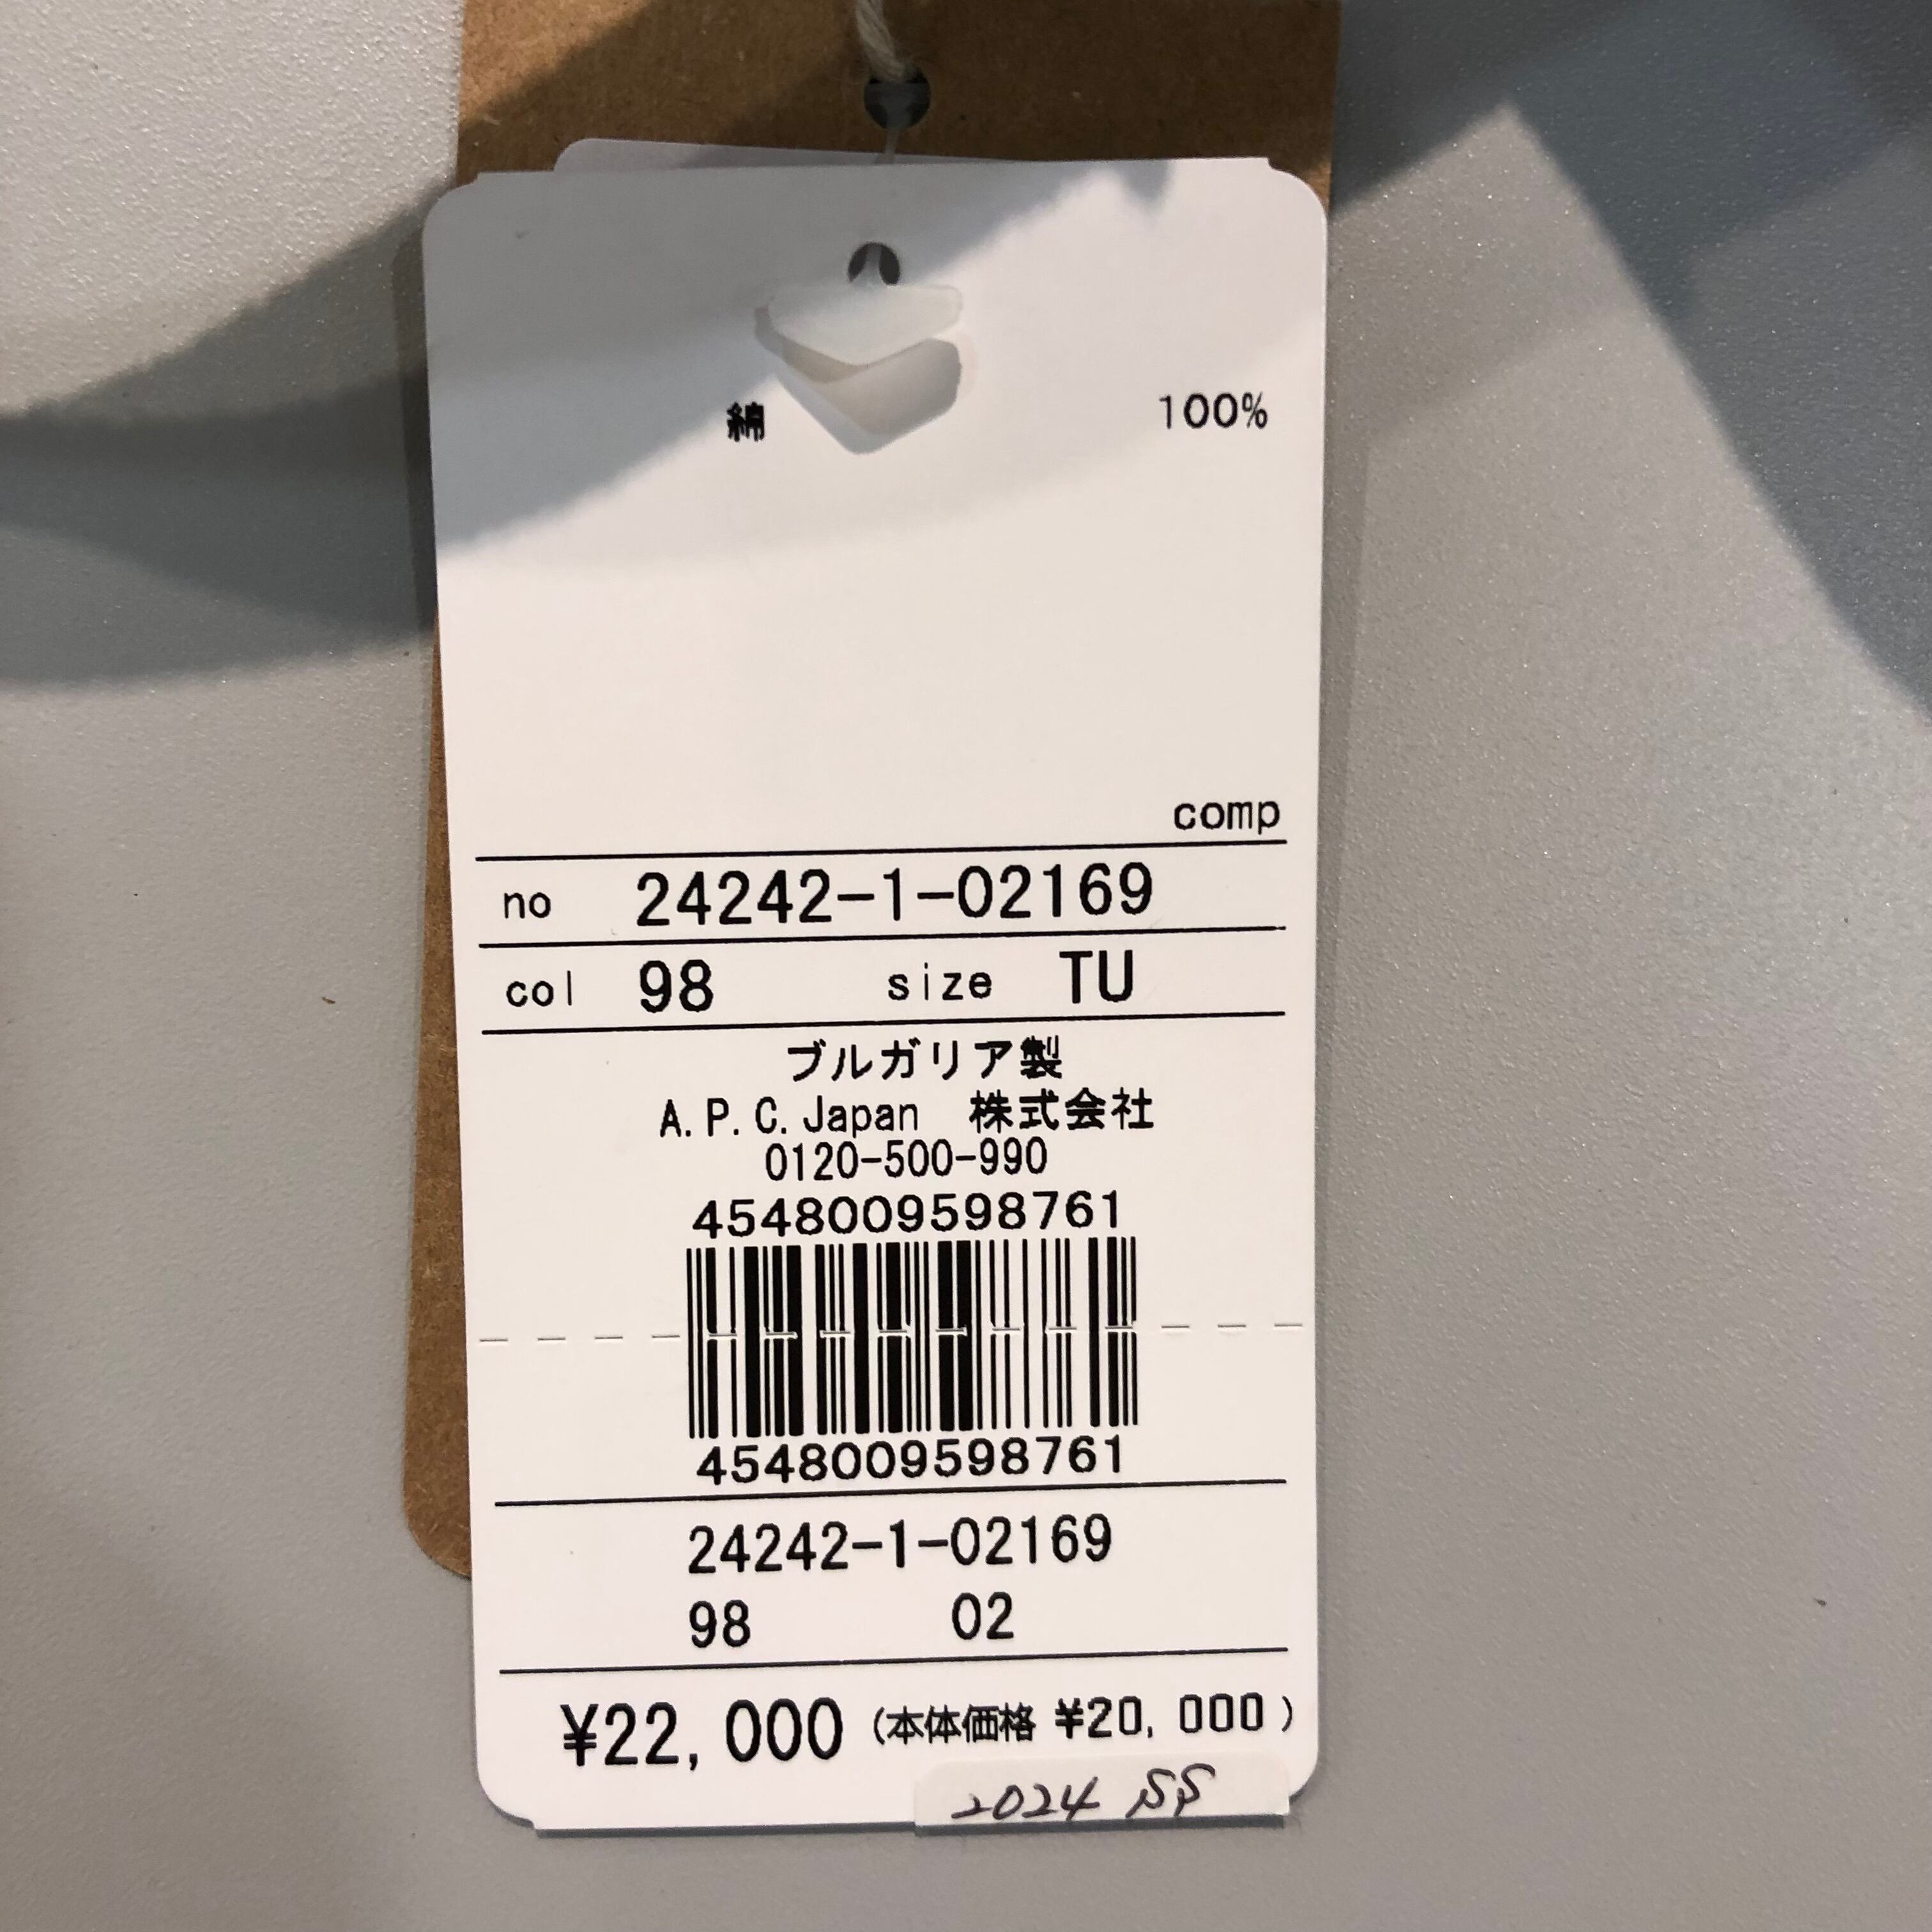 綿 100%
comp
no 24242-1-02169
col 98 size TU
ブルガリア製
A.P.C.Japan 株式会社
0120-500-990
4548009598761
4548009598761
24242-1-02169
98 02
¥22,000 (本体価格 ¥20,000)
2024 SS